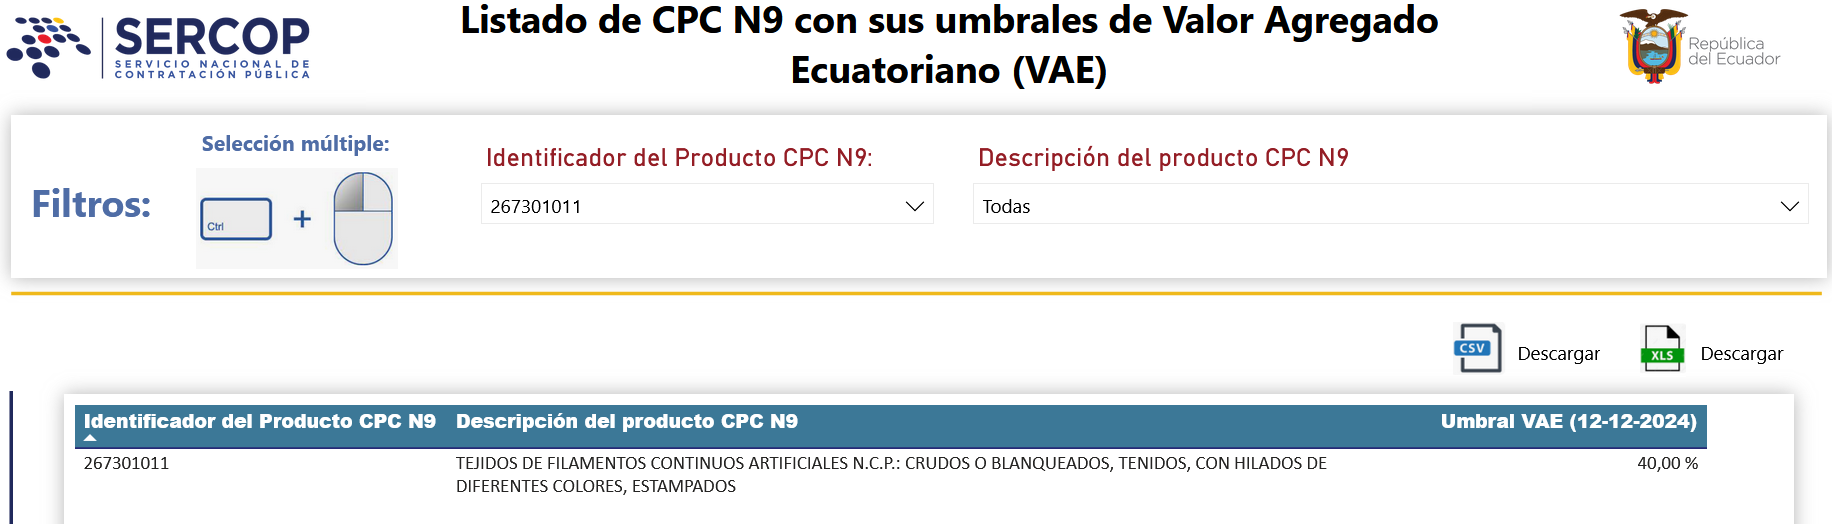 SERCOP
SERVICIO NACIONAL DE
CONTRATACIÓN PÚBLICA
Listado de CPC N9 con sus umbrales de Valor Agregado
Ecuatoriano (VAE)
República
del Ecuador
Filtros:
Selección múltiple:
Ctrl
+
Identificador del Producto CPC N9:
267301011
Descripción del producto CPC N9
Todas
CSV
Descargar
XLS
Descargar
Identificador del Producto CPC N9 Descripción del producto CPC N9 Umbral VAE (12-12-2024)
267301011 TEJIDOS DE FILAMENTOS CONTINUOS ARTIFICIALES N.C.P.: CRUDOS O BLANQUEADOS, TENIDOS, CON HILADOS DE 40,00 %
DIFERENTES COLORES, ESTAMPADOS